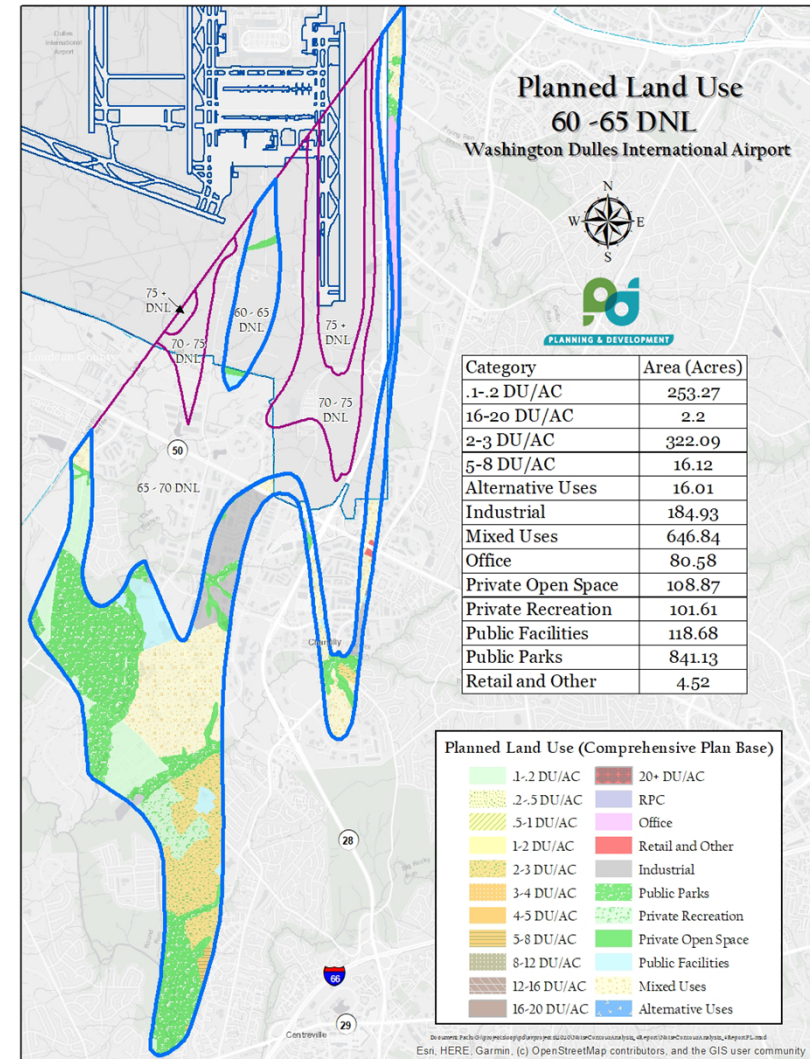 Dulles
International
Airport
Planned Land Use
60 -65 DNL
Washington Dulles International Airport
N
W
E
S
PLANNING & DEVELOPMENT
75 +
DNL
60 - 65
DNL
75 +
DNL
70 - 75
DNL
70 - 75
DNL
50
65 - 70 DNL
Category Area (Acres)
.1-.2 DU/AC 253.27
16-20 DU/AC 2.2
2-3 DU/AC 322.09
5-8 DU/AC 16.12
Alternative Uses 16.01
Industrial 184.93
Mixed Uses 646.84
Office 80.58
Private Open Space 108.87
Private Recreation 101.61
Public Facilities 118.68
Public Parks 841.13
Retail and Other 4.52
Chantilly
28
66
29
Centreville
Planned Land Use (Comprehensive Plan Base)
.1-.2 DU/AC 20+ DU/AC
.2-.5 DU/AC RPC
.5-1 DU/AC Office
1-2 DU/AC Retail and Other
2-3 DU/AC Industrial
3-4 DU/AC Public Parks
4-5 DU/AC Private Recreation
5-8 DU/AC Private Open Space
8-12 DU/AC Public Facilities
12-16 DU/AC Mixed Uses
16-20 DU/AC Alternative Uses
Esri, HERE, Garmin, (c) OpenStreetMap contributors, and the GIS user community